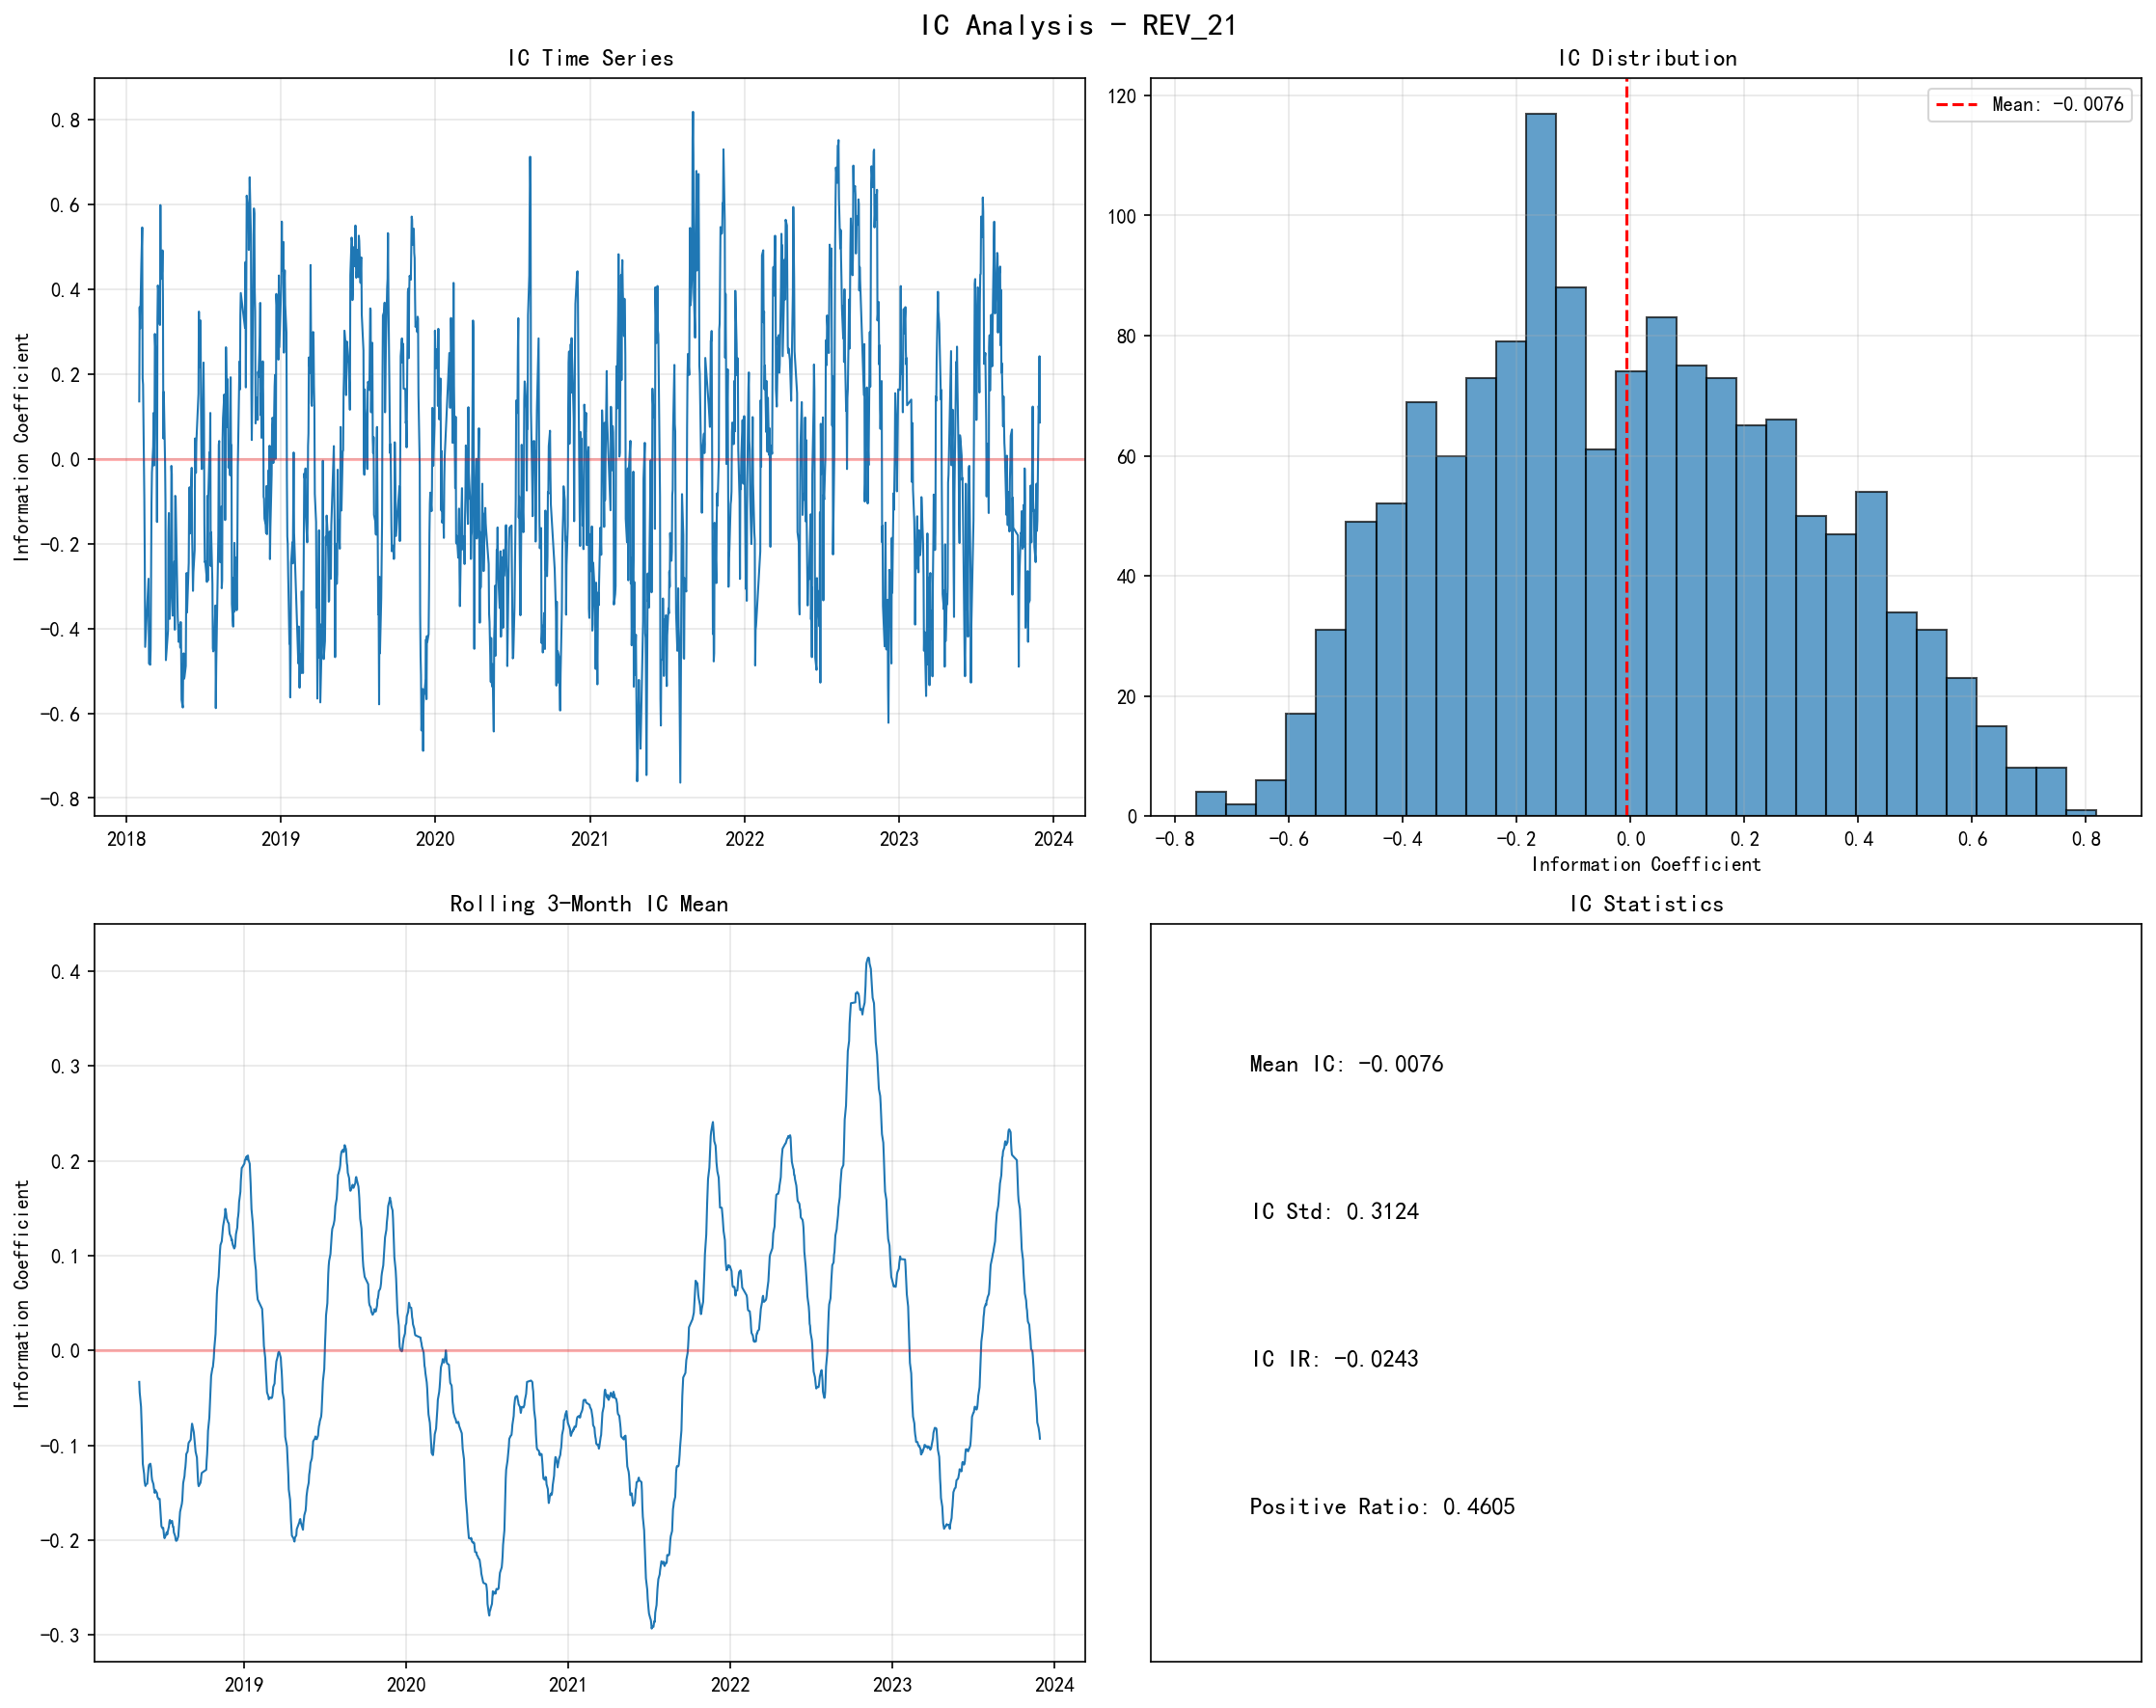 IC Analysis - REV_21
IC Time Series
Information Coefficient
0.8
0.6
0.4
0.2
0.0
-0.2
-0.4
-0.6
-0.8
2018 2019 2020 2021 2022 2023 2024
IC Distribution
Mean: -0.0076
120
100
80
60
40
20
0
-0.8 -0.6 -0.4 -0.2 0.0 0.2 0.4 0.6 0.8
Information Coefficient
Rolling 3-Month IC Mean
Information Coefficient
0.4
0.3
0.2
0.1
0.0
-0.1
-0.2
-0.3
2019 2020 2021 2022 2023 2024
IC Statistics
Mean IC: -0.0076
IC Std: 0.3124
IC IR: -0.0243
Positive Ratio: 0.4605